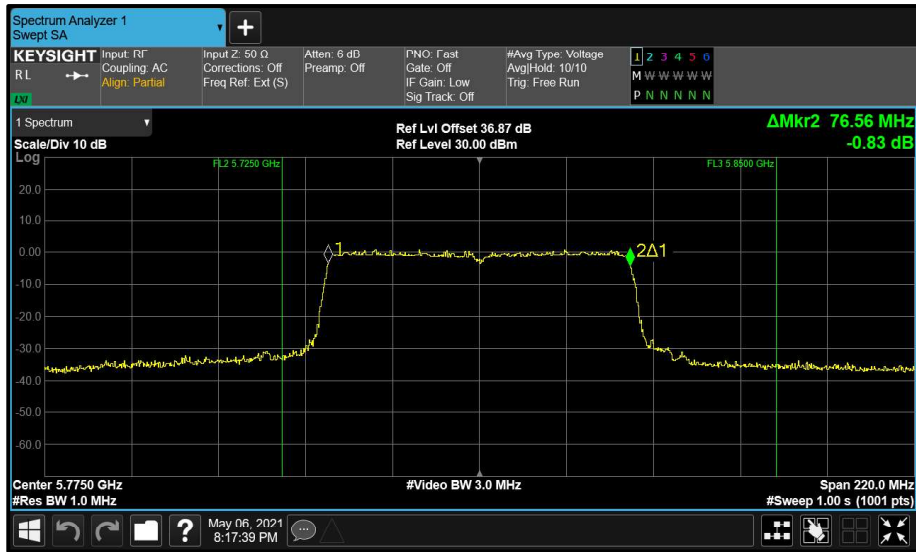 Spectrum Analyzer 1
Swept SA
+
KEYSIGHT
R L
LXI
Input: RF
Coupling: AC
Align: Partial
Input Z: 50 Ω
Corrections: Off
Freq Ref: Ext (S)
Atten: 6 dB
Preamp: Off
PNO: Fast
Gate: Off
IF Gain: Low
Sig Track: Off
#Avg Type: Voltage
Avg|Hold: 10/10
Trig: Free Run
1 2 3 4 5 6
M W W W W W
P N N N N N
1 Spectrum
Scale/Div 10 dB
Ref Lvl Offset 36.87 dB
Ref Level 30.00 dBm
ΔMkr2 76.56 MHz
-0.83 dB
Log
FL2 5.7250 GHz
FL3 5.8500 GHz
20.0
10.0
0.00
1
2Δ1
-10.0
-20.0
-30.0
-40.0
-50.0
-60.0
Center 5.7750 GHz
#Video BW 3.0 MHz
Span 220.0 MHz
#Res BW 1.0 MHz
#Sweep 1.00 s (1001 pts)
?
May 06, 2021
8:17:39 PM